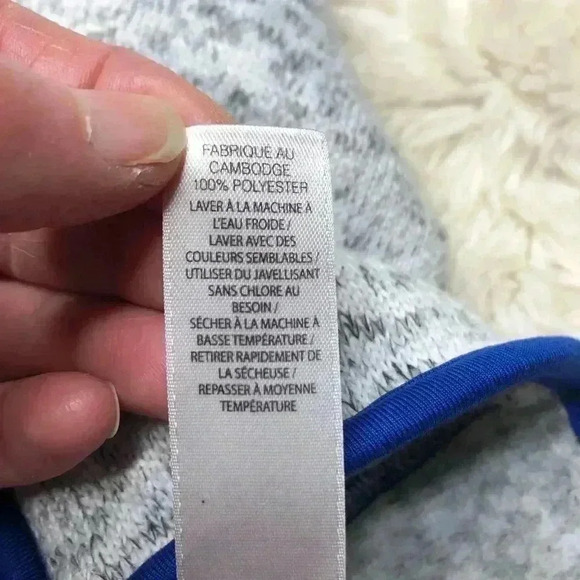 FABRIQUE AU
CAMBODGE
100% POLYESTER
LAVER À LA MACHINE À
L'EAU FROIDE /
LAVER AVEC DES
COULEURS SEMBLABLES /
UTILISER DU JAVELLISANT
SANS CHLORE AU
BESOIN /
SÉCHER À LA MACHINE À
BASSE TEMPÉRATURE /
RETIRER RAPIDEMENT DE
LA SÉCHEUSE /
REPASSER À MOYENNE
TEMPÉRATURE